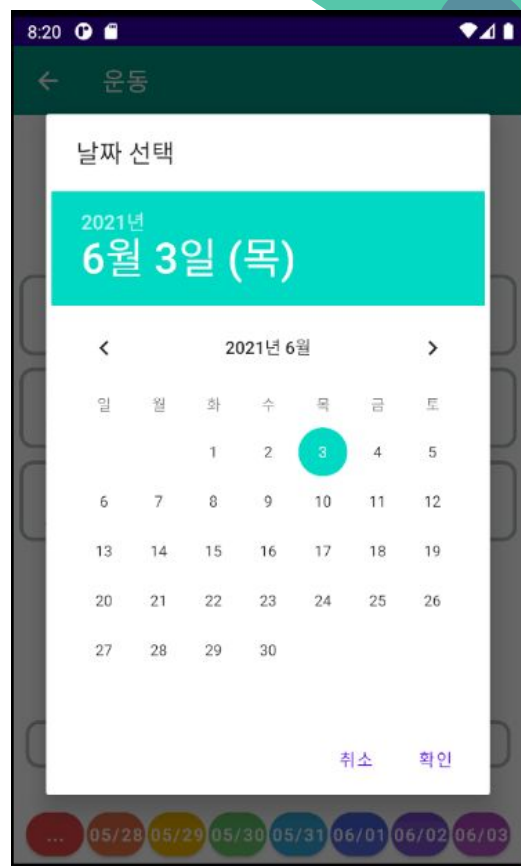 8:20
운동
날짜 선택
2021년
6월 3일 (목)
2021년 6월
일 월 화 수 목 금 토
1 2 3 4 5
6 7 8 9 10 11 12
13 14 15 16 17 18 19
20 21 22 23 24 25 26
27 28 29 30
취소 확인
... 05/28 05/29 05/30 05/31 06/01 06/02 06/03